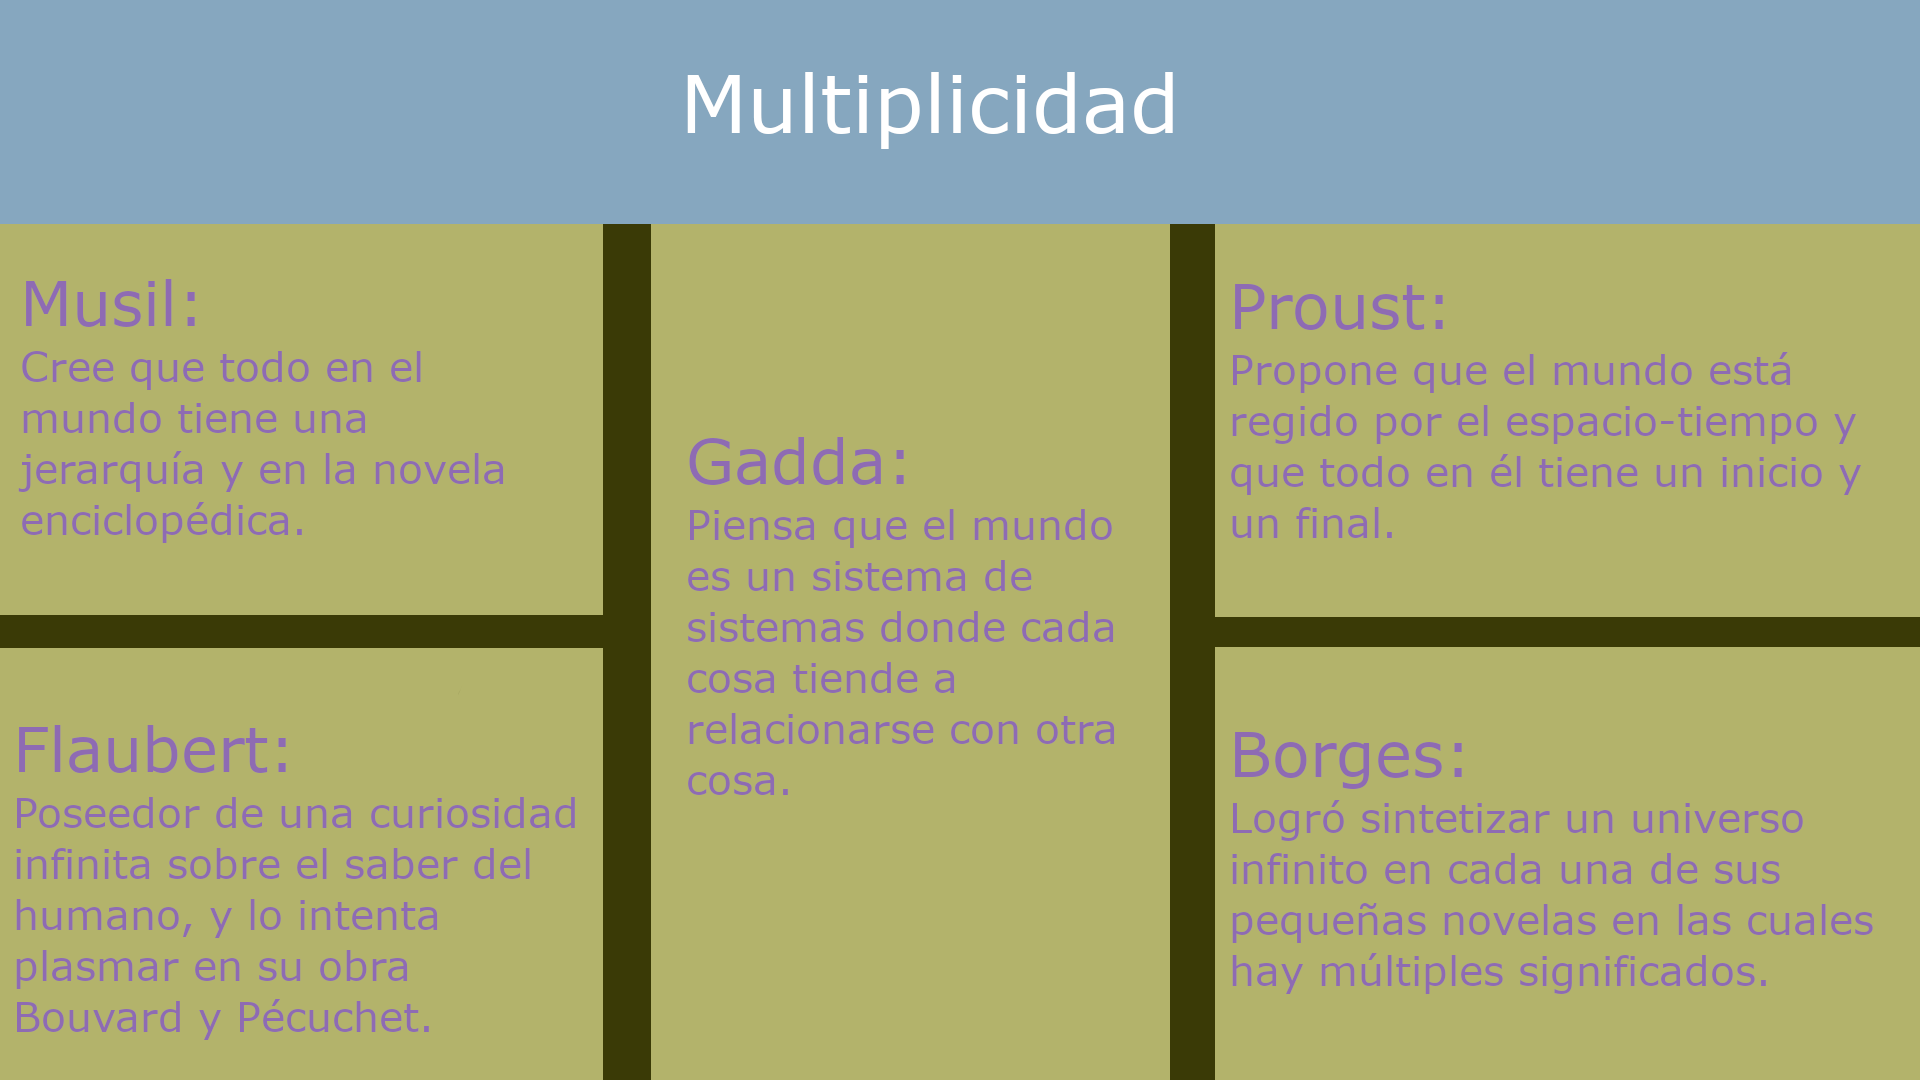 Multiplicidad
Musil:
Cree que todo en el
mundo tiene una
jerarquía y en la novela
enciclopédica.
Flaubert:
Poseedor de una curiosidad
infinita sobre el saber del
humano, y lo intenta
plasmar en su obra
Bouvard y Pécuchet.
Gadda:
Piensa que el mundo
es un sistema de
sistemas donde cada
cosa tiende a
relacionarse con otra
cosa.
Proust:
Propone que el mundo está
regido por el espacio-tiempo y
que todo en él tiene un inicio y
un final.
Borges:
Logró sintetizar un universo
infinito en cada una de sus
pequeñas novelas en las cuales
hay múltiples significados.